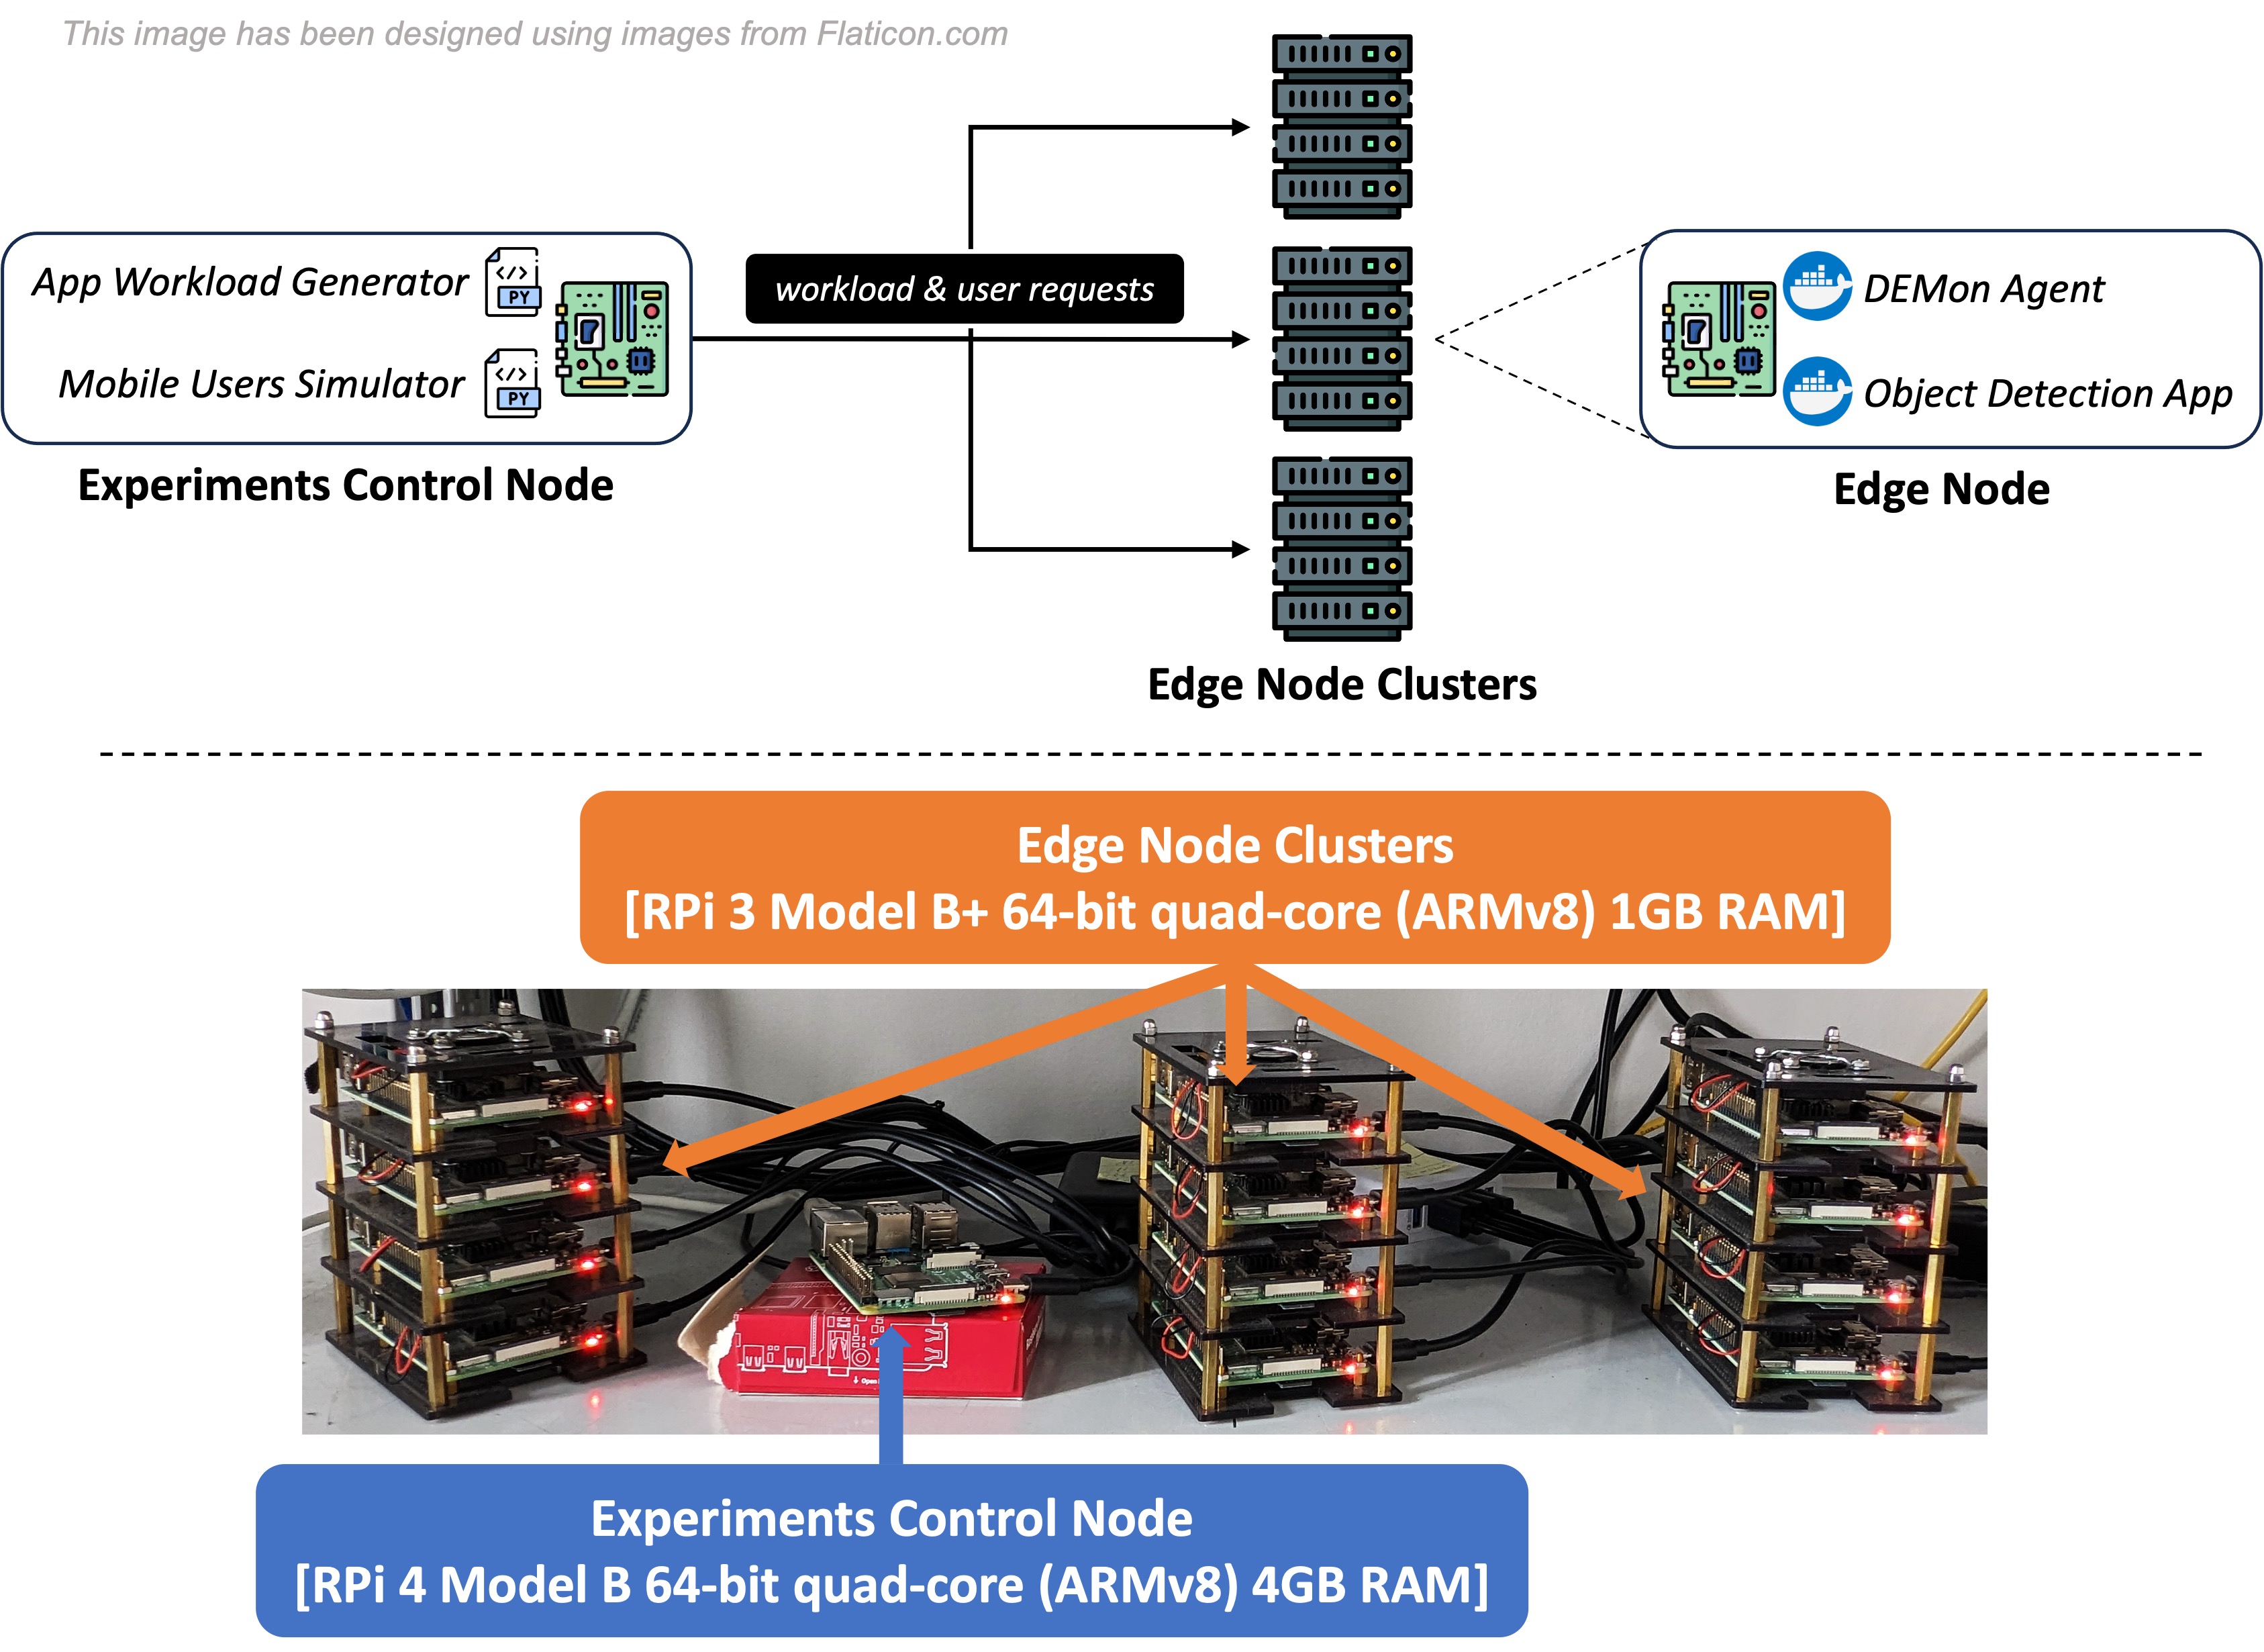 This image has been designed using images from Flaticon.com
App Workload Generator
</>
PY
Mobile Users Simulator
</>
PY
Experiments Control Node
workload & user requests
Edge Node Clusters
DEMon Agent
Object Detection App
Edge Node
Edge Node Clusters
[RPi 3 Model B+ 64-bit quad-core (ARMv8) 1GB RAM]
Open
Experiments Control Node
[RPi 4 Model B 64-bit quad-core (ARMv8) 4GB RAM]